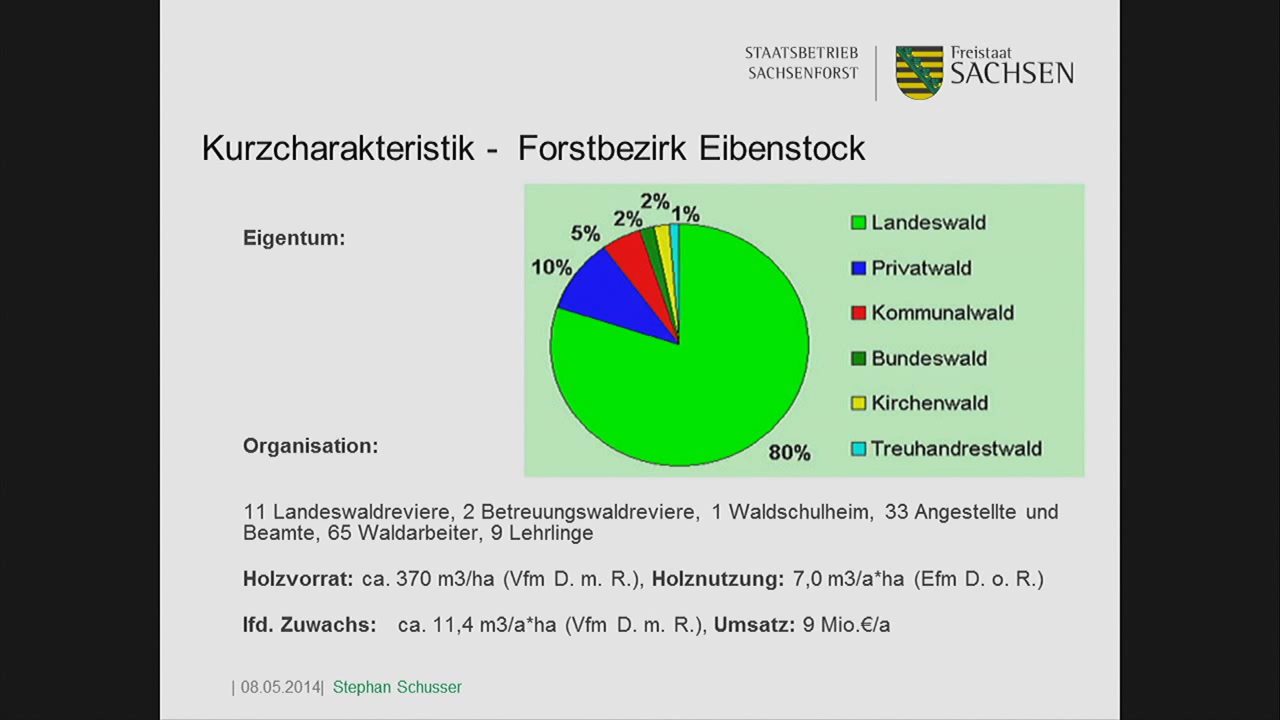 STAATSBETRIEB
SACHSENFORST
Freistaat
SACHSEN
Kurzcharakteristik - Forstbezirk Eibenstock
Eigentum:
2%
1%
2%
5%
10%
80%
Landeswald
Privatwald
Kommunalwald
Bundeswald
Kirchenwald
Treuhandrestwald
Organisation:
11 Landeswaldreviere, 2 Betreuungswaldreviere, 1 Waldschulheim, 33 Angestellte und
Beamte, 65 Waldarbeiter, 9 Lehrlinge
Holzvorrat: ca. 370 m3/ha (Vfm D. m. R.), Holznutzung: 7,0 m3/a*ha (Efm D. o. R.)
lfd. Zuwachs: ca. 11,4 m3/a*ha (Vfm D. m. R.), Umsatz: 9 Mio.€/a
| 08.05.2014| Stephan Schusser